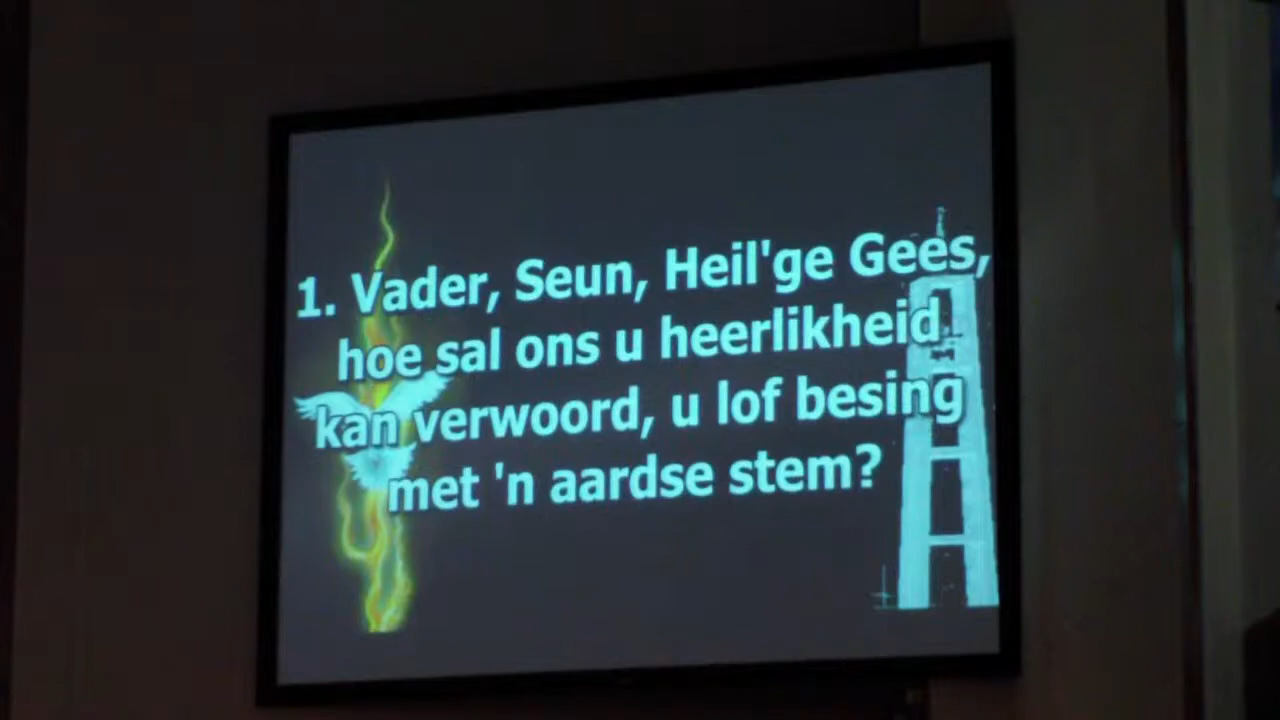 1. Vader, Seun, Heil'ge Gees,
hoe sal ons u heerlikheid
kan verwoord, u lof besing
met 'n aardse stem?